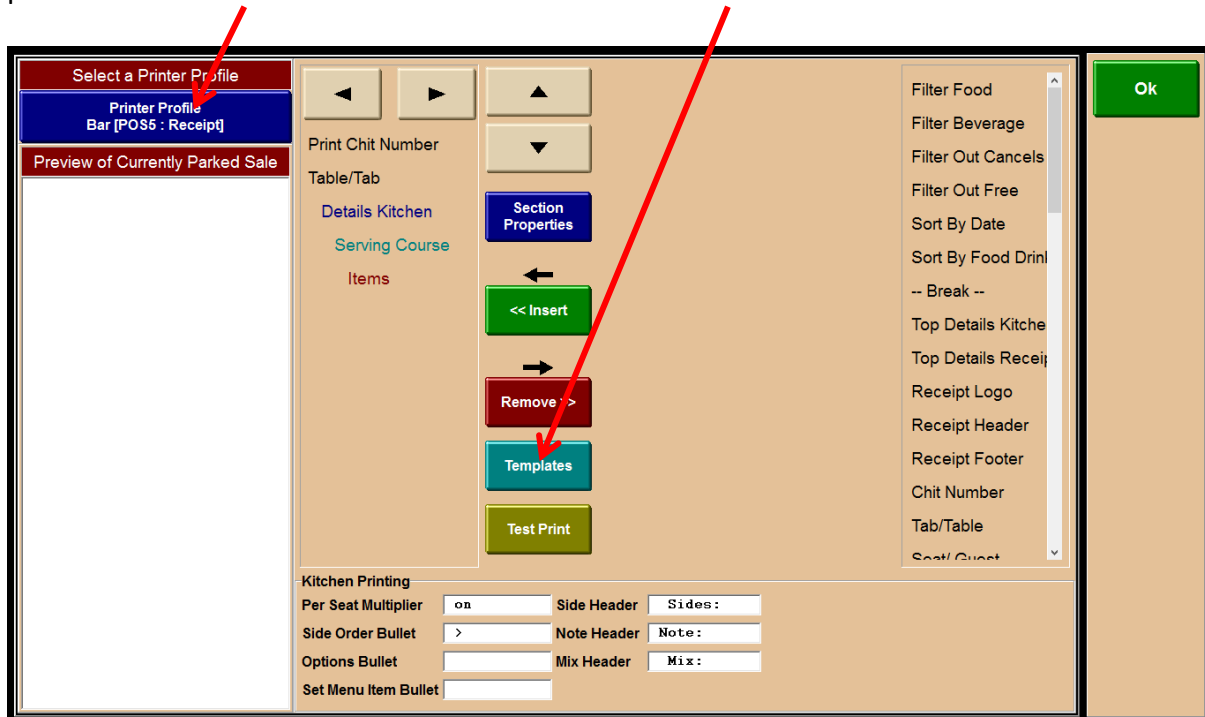 Select a Printer Profile
Printer Profile
Bar [POS5 : Receipt]
Preview of Currently Parked Sale
Print Chit Number
Table/Tab
Details Kitchen
Serving Course
Items
Section
Properties
<< Insert
Remove >>
Templates
Test Print
Filter Food
Filter Beverage
Filter Out Cancels
Filter Out Free
Sort By Date
Sort By Food Drin
-- Break --
Top Details Kitche
Top Details Recei
Receipt Logo
Receipt Header
Receipt Footer
Chit Number
Tab/Table
Seat/ Guest
Ok
Kitchen Printing
Per Seat Multiplier on Side Header Sides:
Side Order Bullet > Note Header Note:
Options Bullet Mix Header Mix:
Set Menu Item Bullet